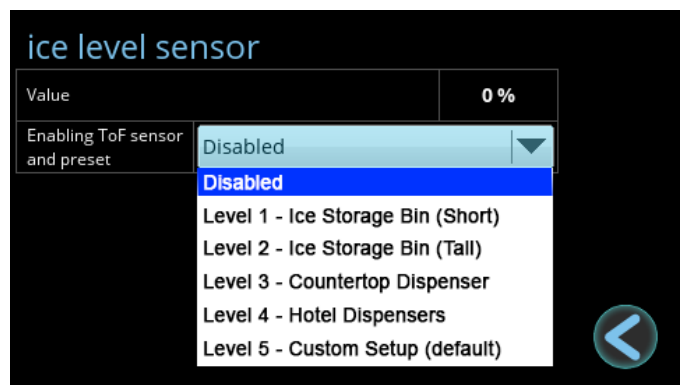 ice level sensor
Value
0 %
Enabling ToF sensor
and preset
Disabled
Disabled
Level 1 - Ice Storage Bin (Short)
Level 2 - Ice Storage Bin (Tall)
Level 3 - Countertop Dispenser
Level 4 - Hotel Dispensers
Level 5 - Custom Setup (default)